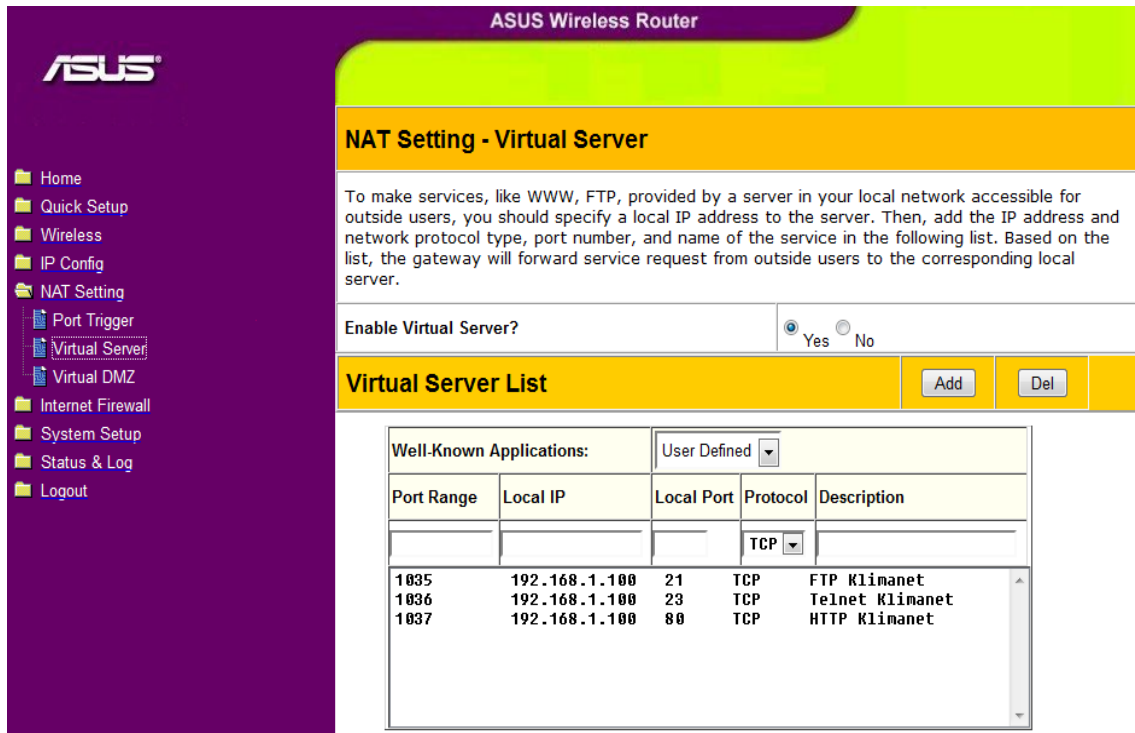 ASUS Wireless Router
ASUS
Home
Quick Setup
Wireless
IP Config
NAT Setting
Port Trigger
Virtual Server
Virtual DMZ
Internet Firewall
System Setup
Status & Log
Logout
NAT Setting - Virtual Server
To make services, like WWW, FTP, provided by a server in your local network accessible for
outside users, you should specify a local IP address to the server. Then, add the IP address and
network protocol type, port number, and name of the service in the following list. Based on the
list, the gateway will forward service request from outside users to the corresponding local
server.
Enable Virtual Server? Yes No
Virtual Server List Add Del
Well-Known Applications: User Defined
Port Range Local IP Local Port Protocol Description
TCP
1035 192.168.1.100 21 TCP FTP Klimanet
1036 192.168.1.100 23 TCP Telnet Klimanet
1037 192.168.1.100 80 TCP HTTP Klimanet